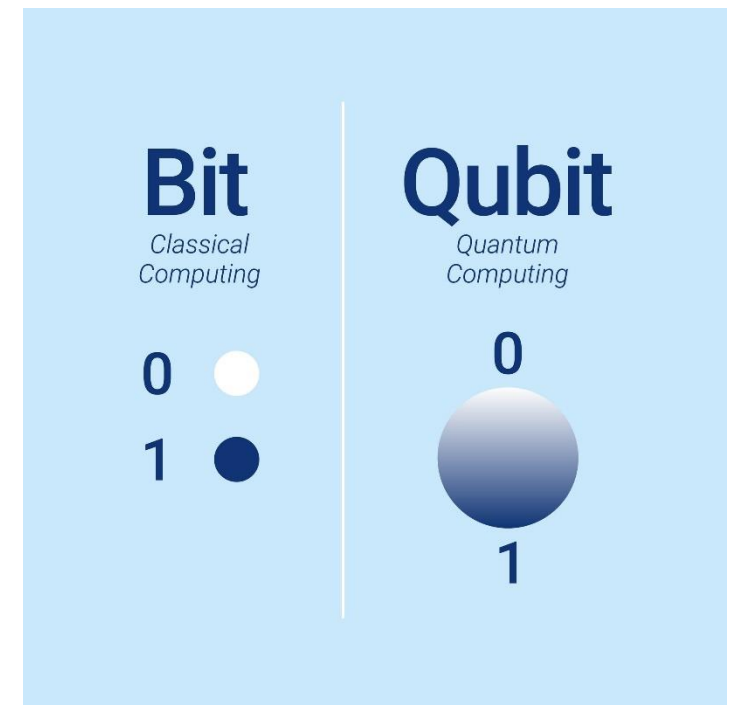 Bit
Classical
Computing
0
1
Qubit
Quantum
Computing
0
1